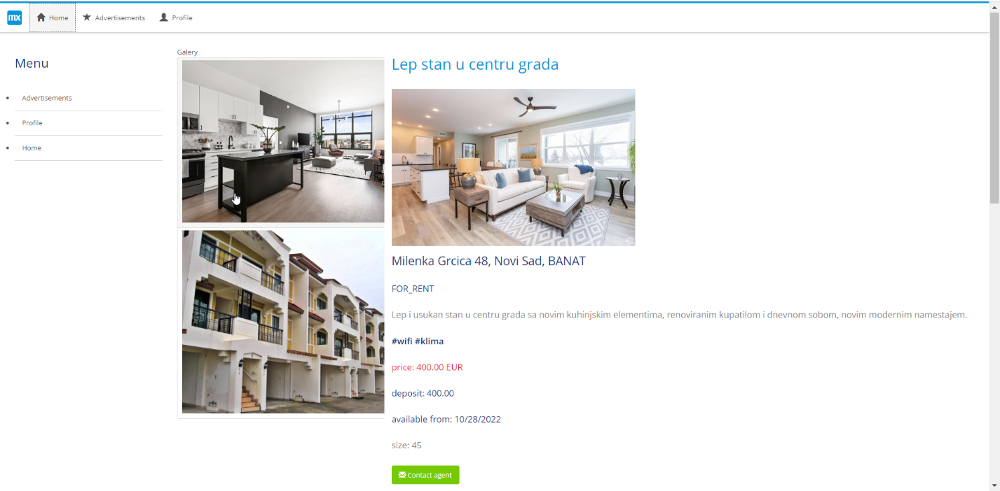 mx
Home
Advertisements
Profile
Menu
Advertisements
Profile
Home
Galery
Lep stan u centru grada
Milenka Grcica 48, Novi Sad, BANAT
FOR_RENT
Lep i usukan stan u centru grada sa novim kuhinjskim elementima, renoviranim kupatilom i dnevnom sobom, novim modernim namestajem.
#wifi #klima
price: 400.00 EUR
deposit: 400.00
available from: 10/28/2022
size: 45
Contact agent